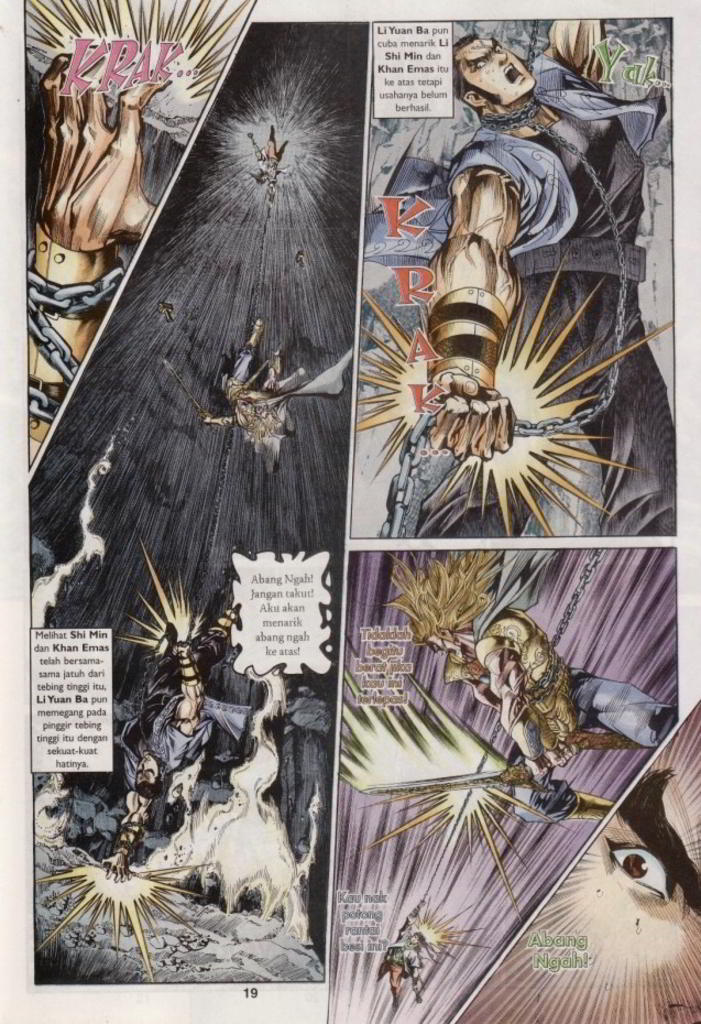 KRAK...
Melihat Shi Min
dan Khan Emas
telah bersama-
sama jatuh dari
tebing tinggi itu,
Li Yuan Ba pun
memegang pada
pinggir tebing
tinggi itu dengan
sekuat-kuat
hatinya.
Abang Ngah!
Jangan takut!
Aku akan
menarik
abang ngah
ke atas!
Li Yuan Ba pun
cuba menarik Li
Shi Min dan
Khan Emas itu
ke atas tetapi
usahanya belum
berhasil.
Yak...
KRAK...
Tidaklah
begitu
berat jika
kau ini
terlepas!
Kau nak
potong
rantai
besi ini?
Abang
Ngah!
19